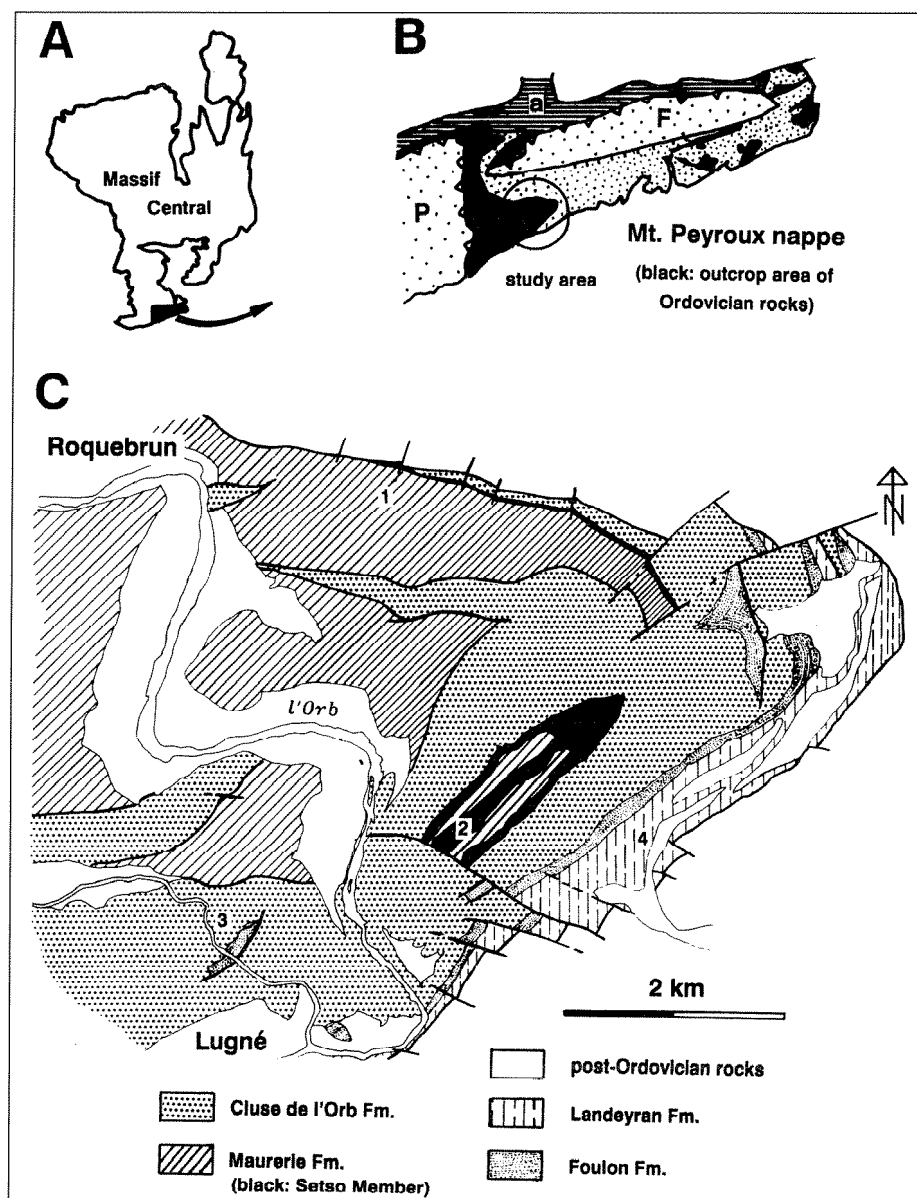 A
Massif
Central
B
a
F
P
study area
Mt. Peyroux nappe
(black: outcrop area of
Ordovician rocks)
C
Roquebrun
1
N
l'Orb
2
4
3
2 km
Lugné
post-Ordovician rocks
Cluse de l'Orb Fm.
Landeyran Fm.
Maurerie Fm.
(black: Setso Member)
Foulon Fm.